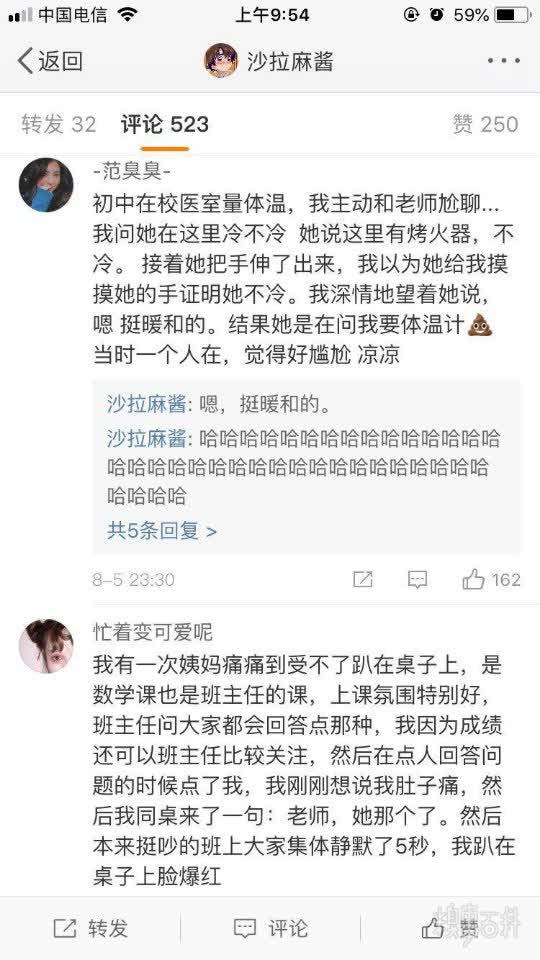 中国电信 上午9:54 59%
返回 沙拉麻酱
转发 32 评论 523 赞 250
-范臭臭-
初中在校医室量体温，我主动和老师尬聊...
我问她在这里冷不冷 她说这里有烤火器，不
冷。 接着她把手伸了出来，我以为她给我摸
摸她的手证明她不冷。我深情地望着她说，
嗯 挺暖和的。结果她是在问我要体温计💩
当时一个人在，觉得好尴尬 凉凉
沙拉麻酱: 嗯，挺暖和的。
沙拉麻酱: 哈哈哈哈哈哈哈哈哈哈哈哈哈哈哈
哈哈哈哈哈哈哈哈哈哈哈哈哈哈哈哈哈哈哈
哈哈哈哈
共5条回复 >
8-5 23:30 162
忙着变可爱呢
我有一次姨妈痛痛到受不了趴在桌子上，是
数学课也是班主任的课，上课氛围特别好，
班主任问大家都会回答点那种，我因为成绩
还可以班主任比较关注，然后在点人回答问
题的时候点了我，我刚刚想说我肚子痛，然
后我同桌来了一句：老师，她那个了。然后
本来挺吵的班上大家集体静默了5秒，我趴在
桌子上脸爆红
转发 评论 赞